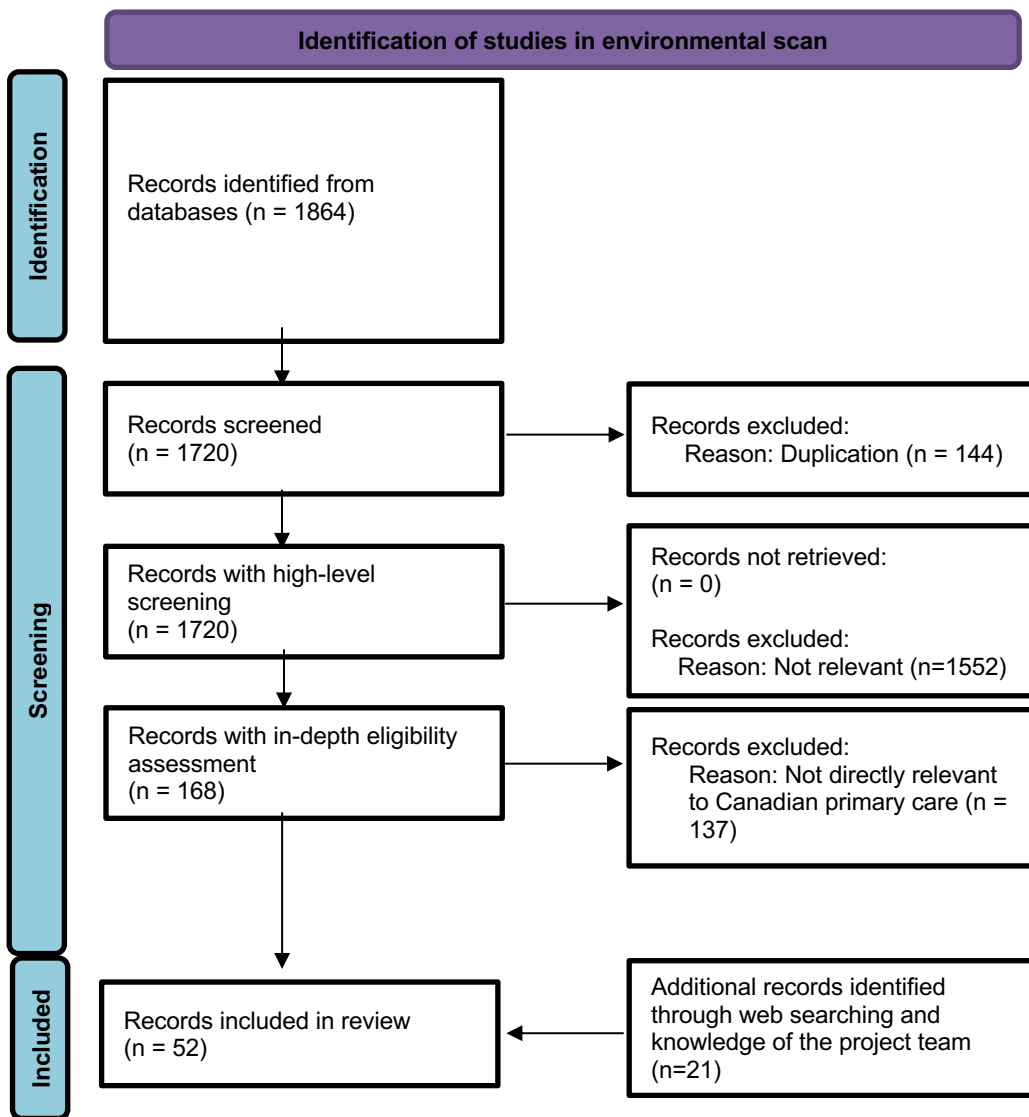 Identification of studies in environmental scan
Identification
Records identified from
databases (n = 1864)
Screening
Records screened
(n = 1720)
Records excluded:
Reason: Duplication (n = 144)
Records with high-level
screening
(n = 1720)
Records not retrieved:
(n = 0)
Records excluded:
Reason: Not relevant (n=1552)
Records with in-depth eligibility
assessment
(n = 168)
Records excluded:
Reason: Not directly relevant
to Canadian primary care (n =
137)
Included
Records included in review
(n = 52)
Additional records identified
through web searching and
knowledge of the project team
(n=21)